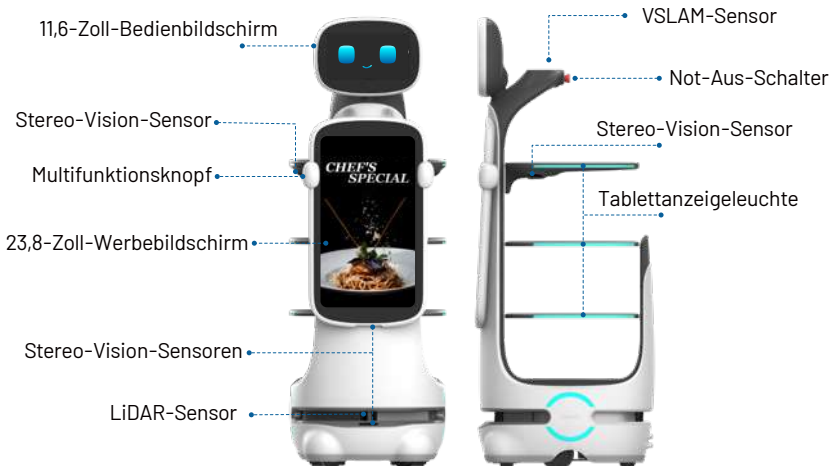 11,6-Zoll-Bedienbildschirm
Stereo-Vision-Sensor
Multifunktionsknopf
23,8-Zoll-Werbebildschirm
Stereo-Vision-Sensoren
LiDAR-Sensor
CHEF'S
SPECIAL
VSLAM-Sensor
Not-Aus-Schalter
Stereo-Vision-Sensor
Tablettanzeigeleuchte